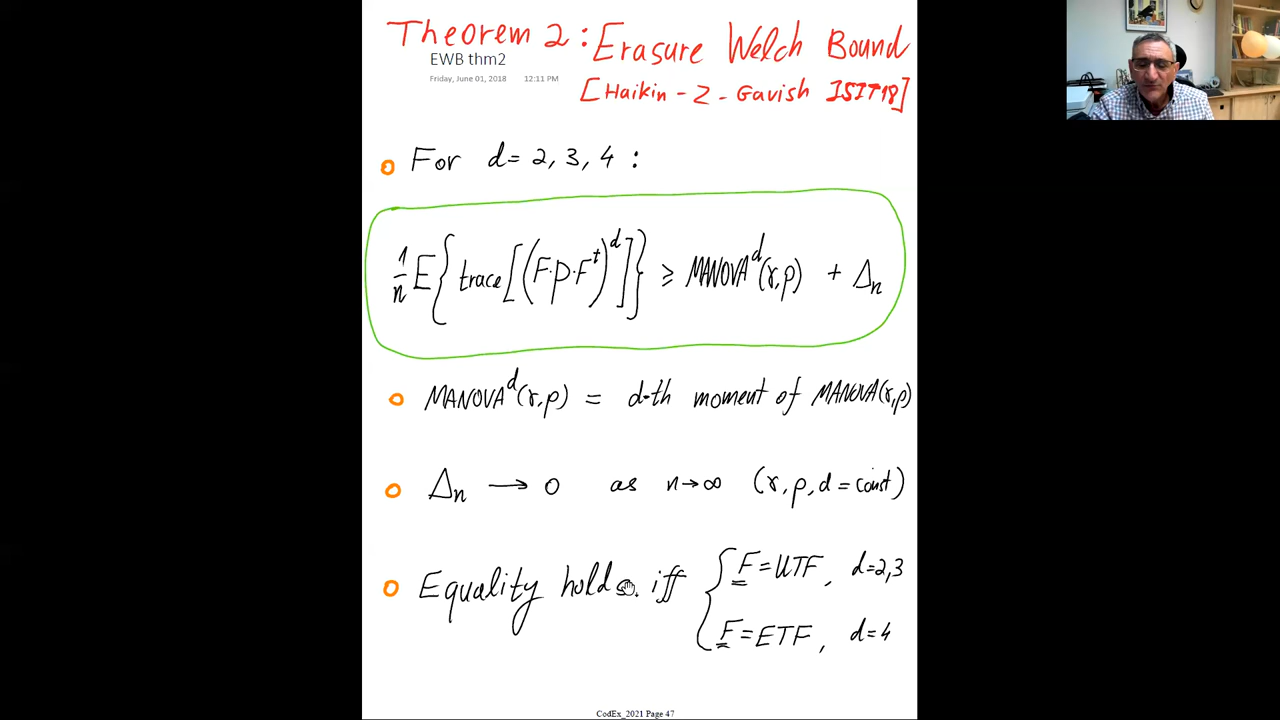 Theorem 2: Erasure Welch Bound
EWB thm2
Friday, June 01, 2018 12:11 PM
[Haikin - Z - Gavish ISIT18]
For d = 2, 3, 4 :
1/n E{ trace[(F·P·F^t)^d] } ≥ MANOVA^d(γ,p) + Δn
MANOVA^d(γ,p) = d-th moment of MANOVA(γ,p)
Δn → 0 as n→∞ (γ, p, d = const)
Equality holds iff { F = UTF, d=2,3
F = ETF, d=4
CodEx_2021 Page 47